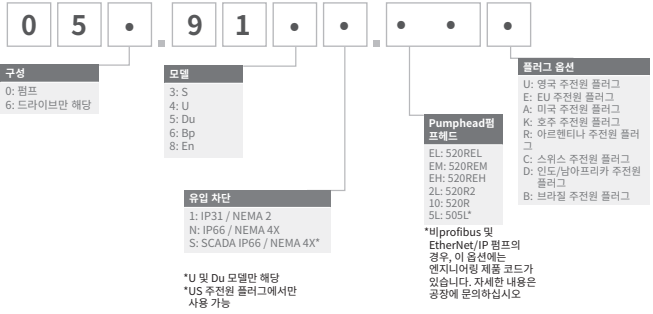 0 5 • . 9 1 • • . • • •
구성
0: 펌프
6: 드라이브만 해당
모델
3: S
4: U
5: Du
6: Bp
8: En
유입 차단
1: IP31 / NEMA 2
N: IP66 / NEMA 4X
S: SCADA IP66 / NEMA 4X*
*U 및 Du 모델만 해당
*US 주전원 플러그에서만
사용 가능
Pumphead펌
프헤드
EL: 520REL
EM: 520REM
EH: 520REH
2L: 520R2
10: 520R
5L: 505L*
*비profibus 및
EtherNet/IP 펌프의
경우, 이 옵션에는
엔지니어링 제품 코드가
있습니다. 자세한 내용은
공장에 문의하십시오
플러그 옵션
U: 영국 주전원 플러그
E: EU 주전원 플러그
A: 미국 주전원 플러그
K: 호주 주전원 플러그
R: 아르헨티나 주전원 플러
그
C: 스위스 주전원 플러그
D: 인도/남아프리카 주전원
플러그
B: 브라질 주전원 플러그